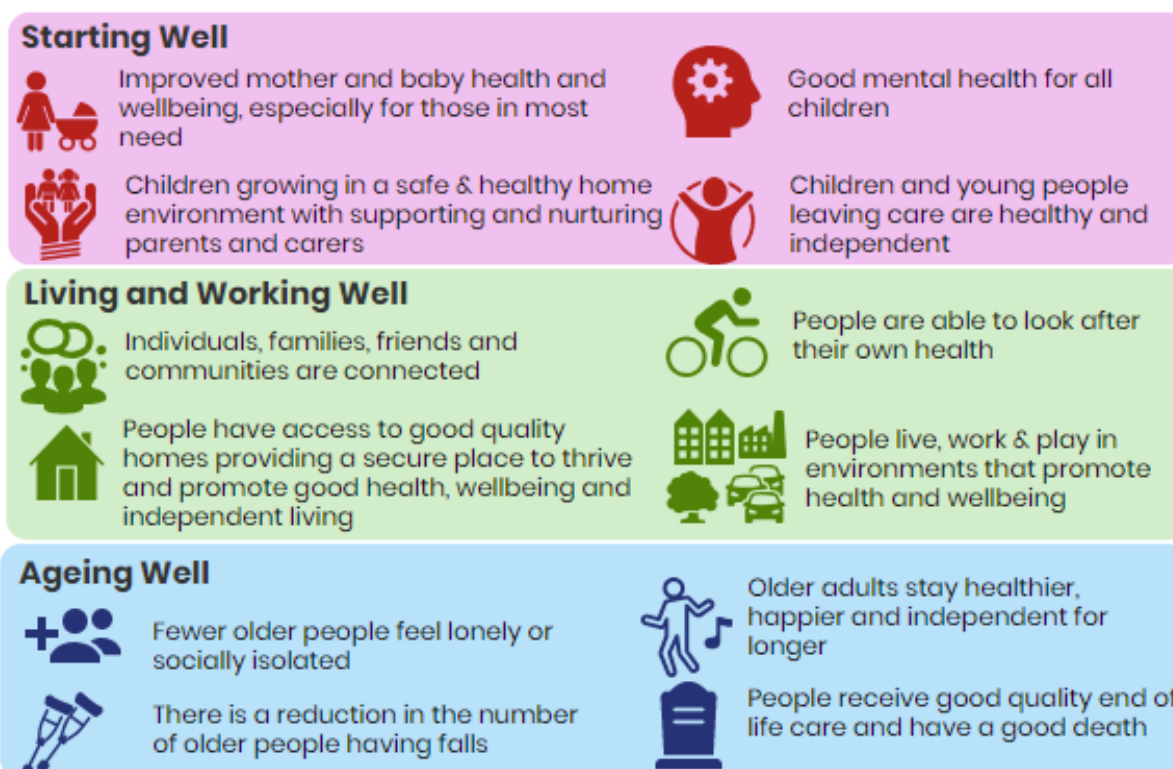 Starting Well
Improved mother and baby health and
wellbeing, especially for those in most
need
Good mental health for all
children
Children growing in a safe & healthy home
environment with supporting and nurturing
parents and carers
Children and young people
leaving care are healthy and
independent
Living and Working Well
Individuals, families, friends and
communities are connected
People are able to look after
their own health
People have access to good quality
homes providing a secure place to thrive
and promote good health, wellbeing and
independent living
People live, work & play in
environments that promote
health and wellbeing
Ageing Well
Fewer older people feel lonely or
socially isolated
Older adults stay healthier,
happier and independent for
longer
There is a reduction in the number
of older people having falls
People receive good quality end of
life care and have a good death